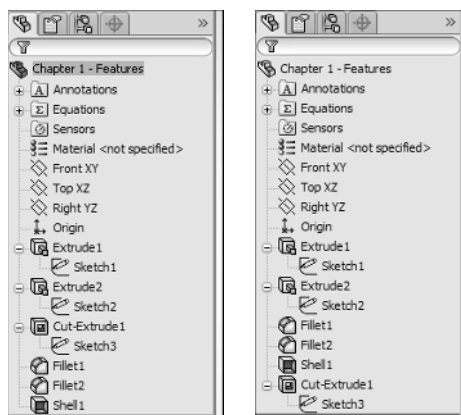 Chapter 1 - Features
A Annotations
Σ Equations
Sensors
Material <not specified>
Front XY
Top XZ
Right YZ
Origin
Extrude1
Sketch1
Extrude2
Sketch2
Cut-Extrude1
Sketch3
Fillet1
Fillet2
Shell1
Chapter 1 - Features
A Annotations
Σ Equations
Sensors
Material <not specified>
Front XY
Top XZ
Right YZ
Origin
Extrude1
Sketch1
Extrude2
Sketch2
Fillet1
Fillet2
Shell1
Cut-Extrude1
Sketch3